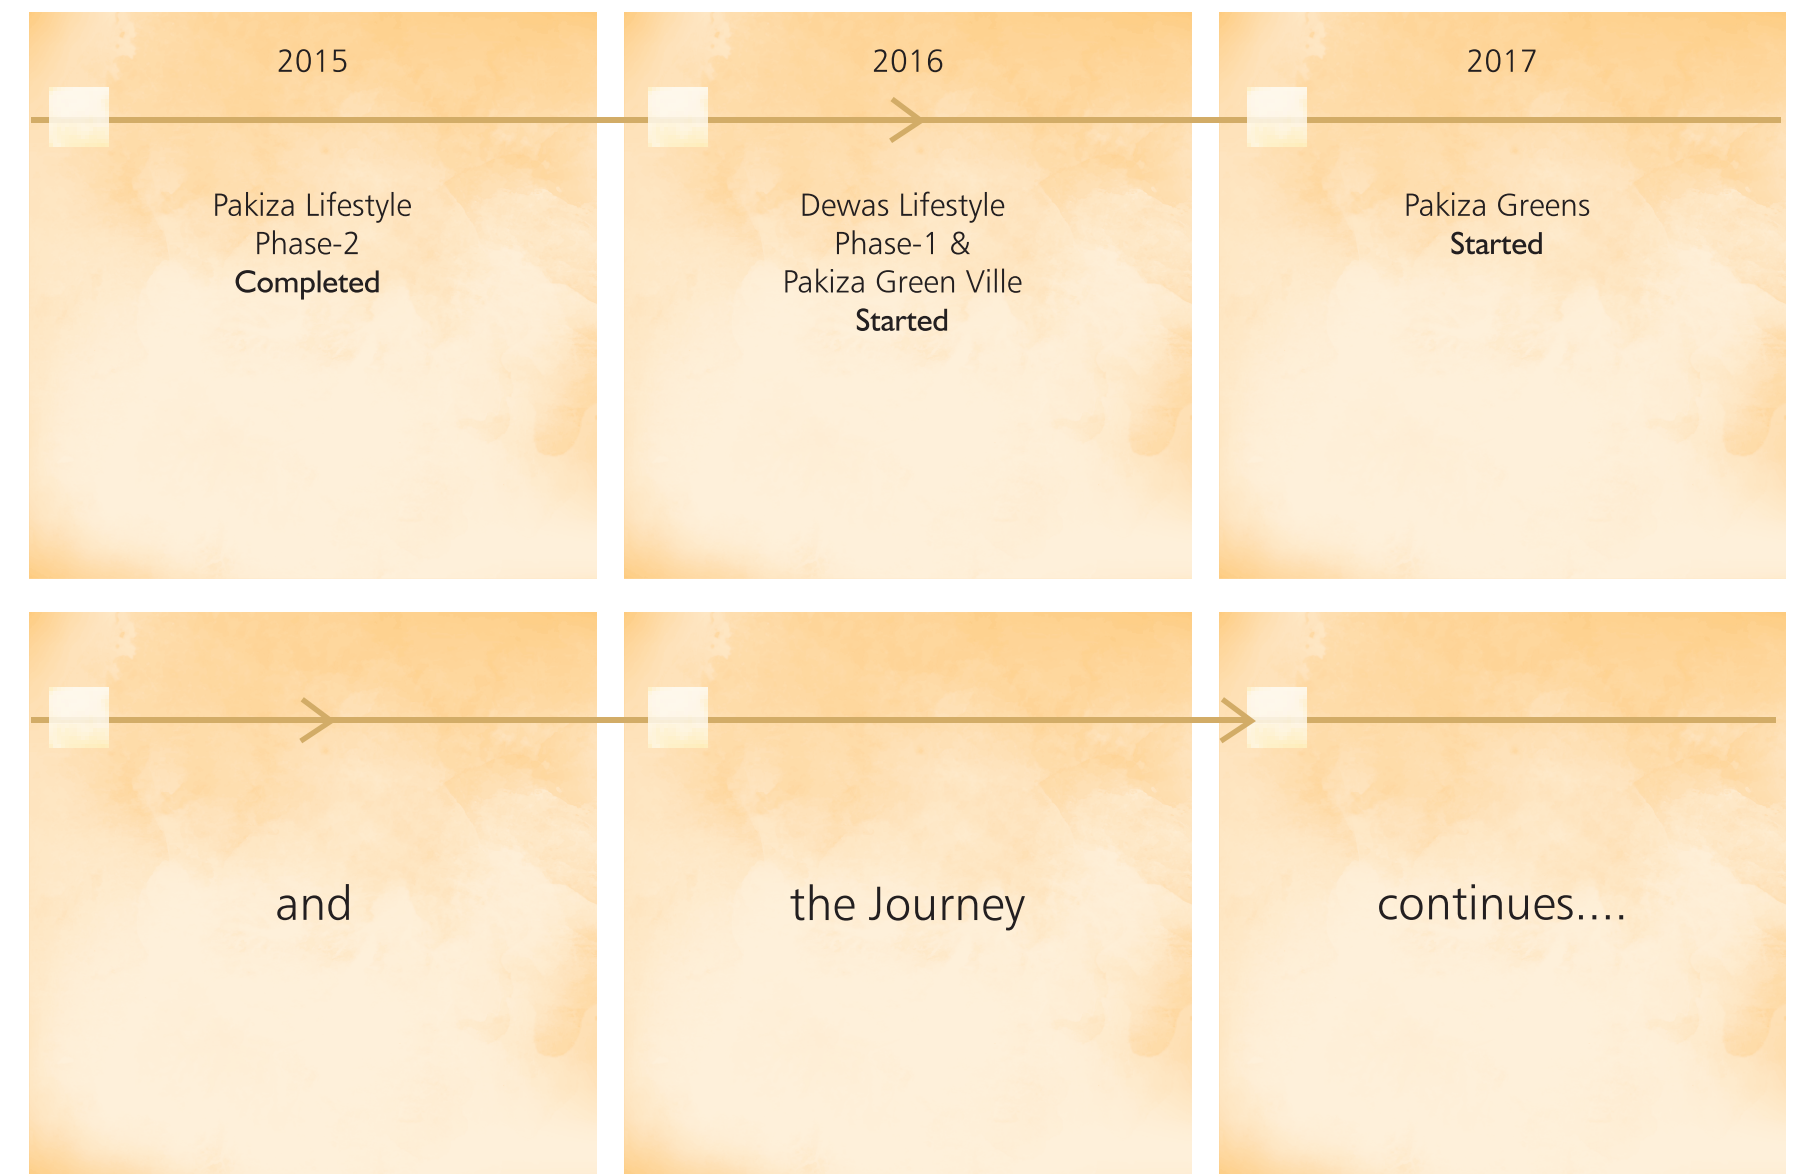 2015
Pakiza Lifestyle
Phase-2
Completed
2016
Dewas Lifestyle
Phase-1 &
Pakiza Green Ville
Started
2017
Pakiza Greens
Started
and
the Journey
continues....